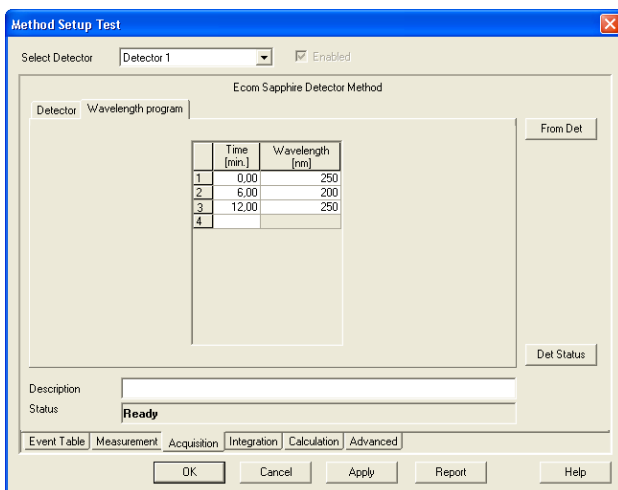 Method Setup Test
Select Detector Detector 1 Enabled
Ecom Sapphire Detector Method
Detector Wavelength program
From Det
Time [min.] Wavelength [nm]
1 0,00 250
2 6,00 200
3 12,00 250
4
Det Status
Description
Status Ready
Event Table Measurement Acquisition Integration Calculation Advanced
OK Cancel Apply Report Help